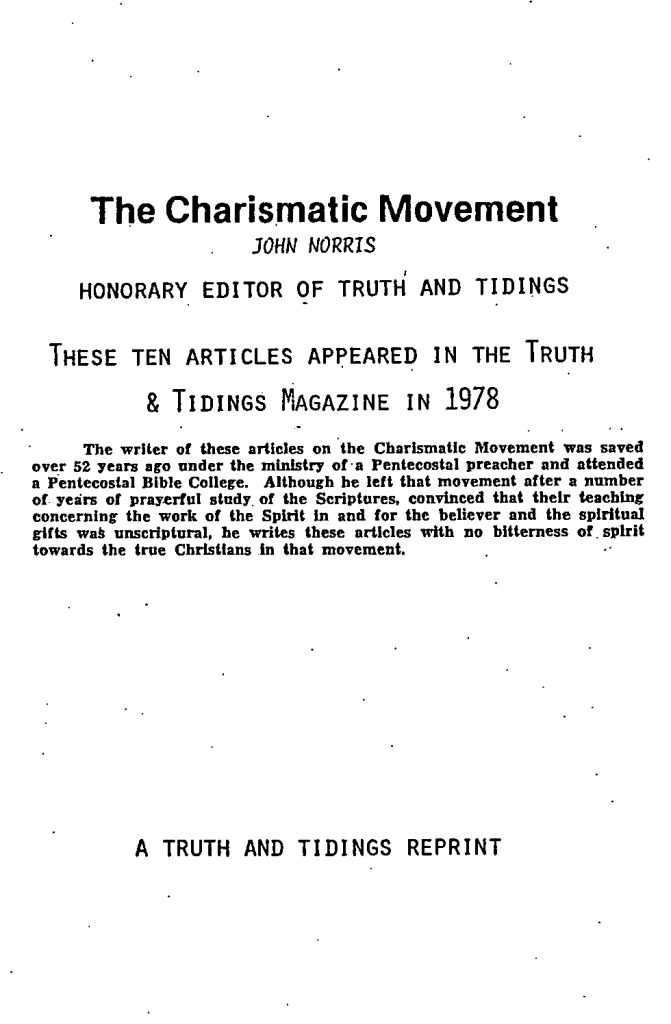 The Charismatic Movement
JOHN NORRIS
HONORARY EDITOR OF TRUTH AND TIDINGS
THESE TEN ARTICLES APPEARED IN THE TRUTH
& TIDINGS MAGAZINE IN 1978
The writer of these articles on the Charismatic Movement was saved
over 52 years ago under the ministry of a Pentecostal preacher and attended
a Pentecostal Bible College. Although he left that movement after a number
of years of prayerful study of the Scriptures, convinced that their teaching
concerning the work of the Spirit in and for the believer and the spiritual
gifts was unscriptural, he writes these articles with no bitterness of spirit
towards the true Christians in that movement.
A TRUTH AND TIDINGS REPRINT